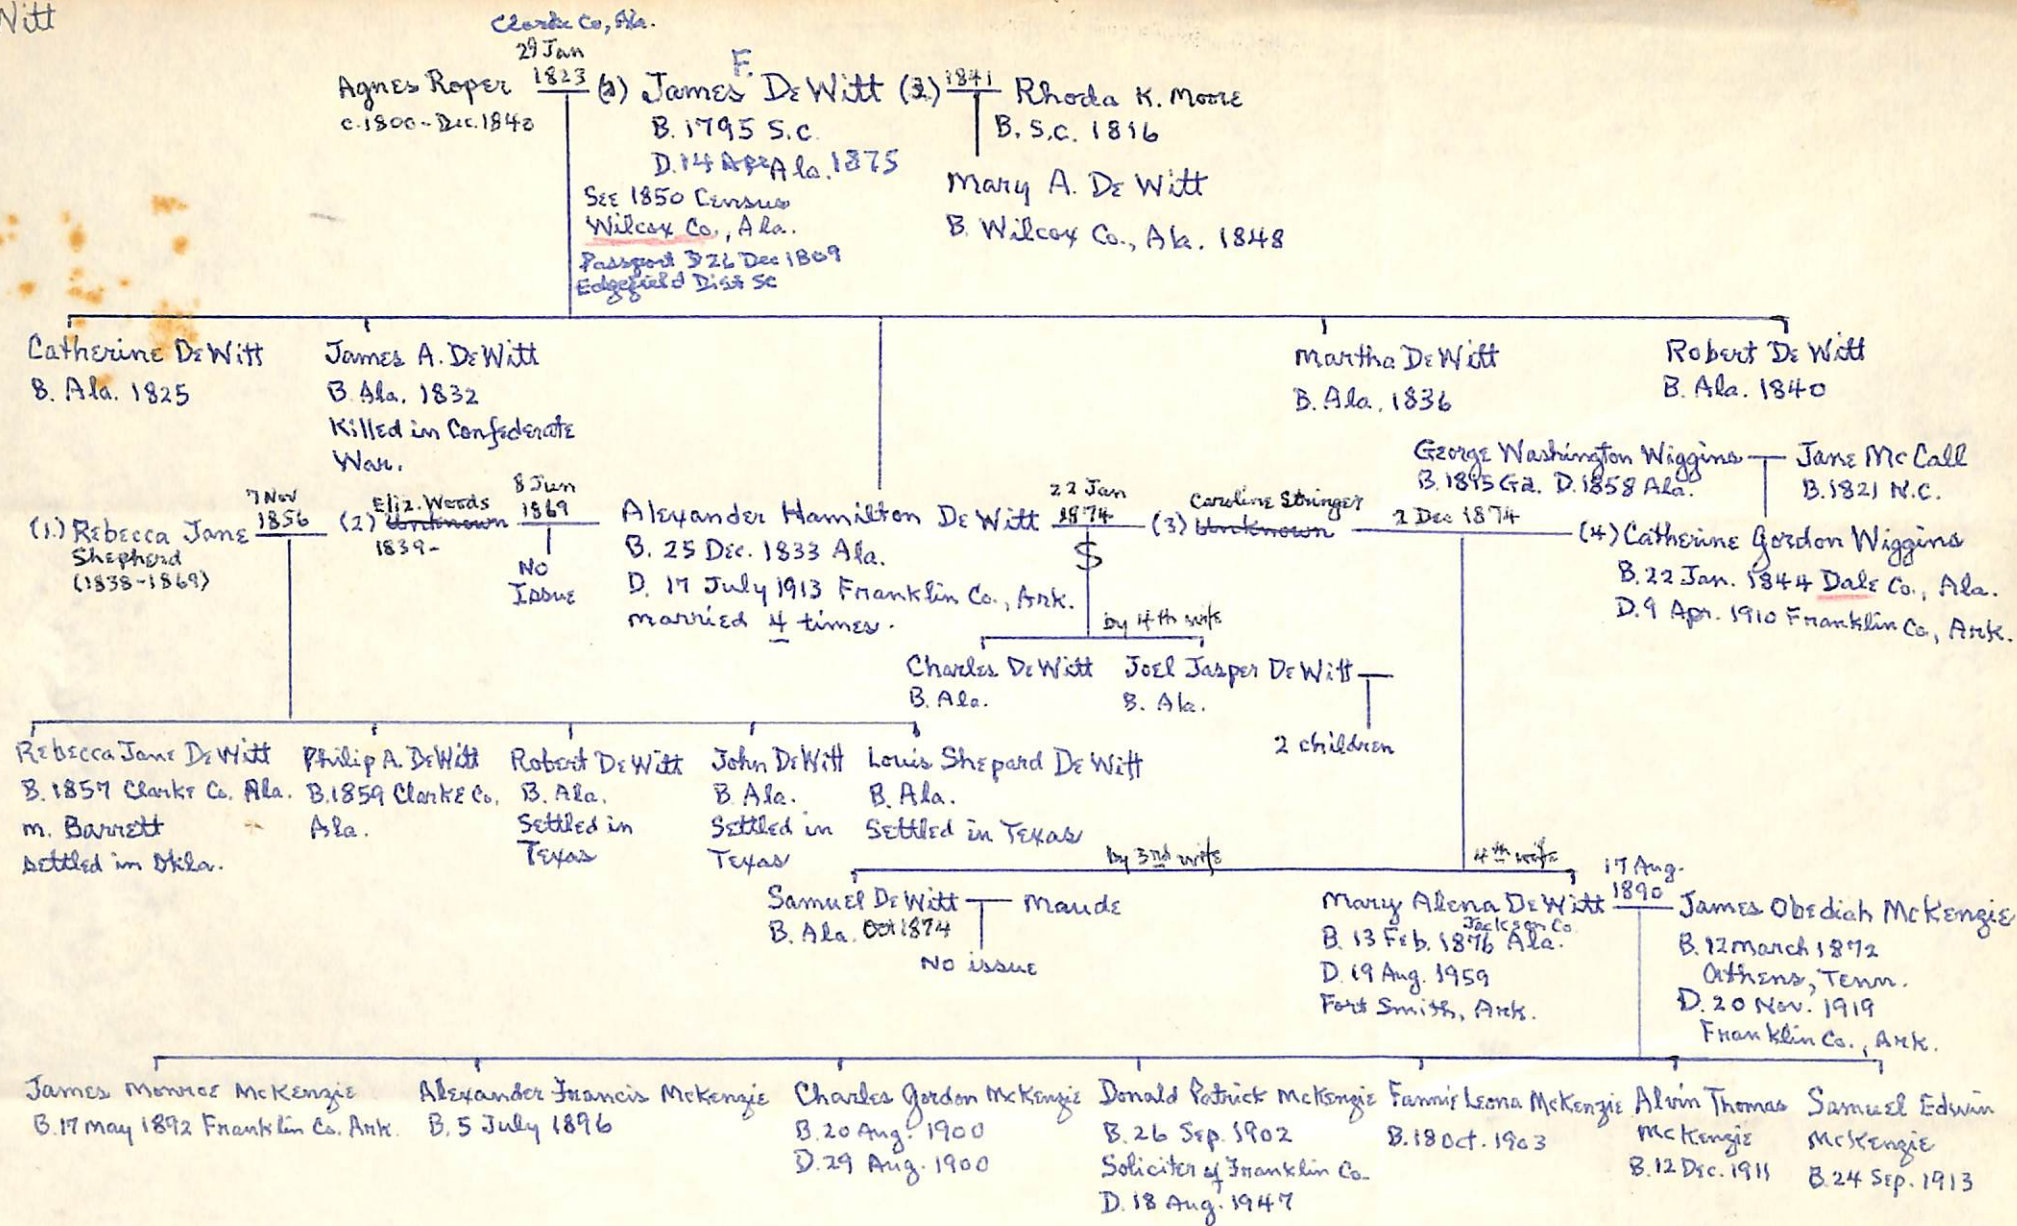 Witt
Clarke Co, Ala.
29 Jan
1823
F.
Agnes Roper
c.1800-Dec.1840
James DeWitt
B. 1795 S.C.
D. 14 Ala. 1875
See 1850 Census
Wilcox Co., Ala.
Passport 26 Dec 1809
Edgefield Dist SC
(2) 1841
Rhoda K. Moore
B. S.C. 1816
Mary A. DeWitt
B. Wilcox Co., Ala. 1848
Catherine DeWitt
B. Ala. 1825
James A. DeWitt
B. Ala. 1832
Killed in Confederate
War.
Martha DeWitt
B. Ala. 1836
Robert DeWitt
B. Ala. 1840
George Washington Wiggins
B. 1815 Ga. D. 1858 Ala.
Jane McCall
B. 1821 N.C.
(1.) Rebecca Jane
Shepherd
(1838-1869)
7 Nov
1856
(2) Unknown
Eliz. Woods
1839-
8 Jun
1869
No
Issue
Alexander Hamilton DeWitt
B. 25 Dec. 1833 Ala.
D. 17 July 1913 Franklin Co., Ark.
married 4 times.
22 Jan
1874
(3) Unknown
Caroline Stringer
2 Dec 1874
(4) Catherine Gordon Wiggins
B. 22 Jan. 1844 Dale Co., Ala.
D. 9 Apr. 1910 Franklin Co., Ark.
by 4th wife
Charles DeWitt
B. Ala.
Joel Jasper DeWitt
B. Ala.
2 children
Rebecca Jane DeWitt
B. 1857 Clarke Co. Ala.
m. Barrett
settled in Okla.
Philip A. DeWitt
B. 1859 Clarke Co.
Ala.
Robert DeWitt
B. Ala.
Settled in
Texas
John DeWitt
B. Ala.
Settled in
Texas
Louis Shepard DeWitt
B. Ala.
Settled in Texas
by 3rd wife
4th wife
Samuel DeWitt
B. Ala. Oct 1874
Maude
No issue
Mary Alena DeWitt
Jackson Co.
B. 13 Feb. 1876 Ala.
D. 19 Aug. 1959
Fort Smith, Ark.
17 Aug.
1890
James Obediah McKenzie
B. 12 March 1872
Athens, Tenn.
D. 20 Nov. 1919
Franklin Co., Ark.
James Monroe McKenzie
B. 17 May 1892 Franklin Co. Ark.
Alexander Francis McKenzie
B. 5 July 1896
Charles Gordon McKenzie
B. 20 Aug. 1900
D. 29 Aug. 1900
Donald Patrick McKenzie
B. 26 Sep. 1902
Soliciter of Franklin Co.
D. 18 Aug. 1947
Fannie Leona McKenzie
B. 18 Oct. 1903
Alvin Thomas
McKenzie
B. 12 Dec. 1911
Samuel Edwin
McKenzie
B. 24 Sep. 1913